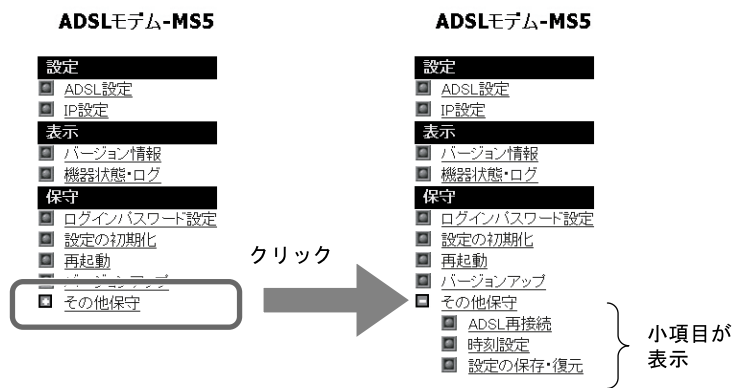 ADSLモデム-MS5
設定
ADSL設定
IP設定
表示
バージョン情報
機器状態・ログ
保守
ログインパスワード設定
設定の初期化
再起動
バージョンアップ
その他保守
クリック
ADSLモデム-MS5
設定
ADSL設定
IP設定
表示
バージョン情報
機器状態・ログ
保守
ログインパスワード設定
設定の初期化
再起動
バージョンアップ
その他保守
ADSL再接続
時刻設定
設定の保存・復元
小項目が
表示